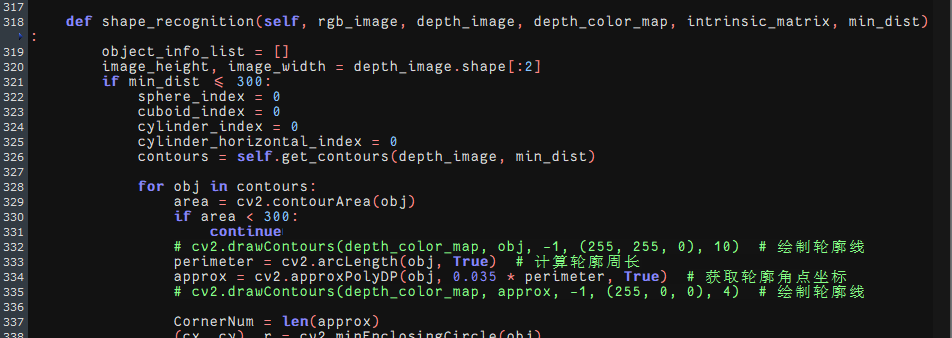 317
318     def shape_recognition(self, rgb_image, depth_image, depth_color_map, intrinsic_matrix, min_dist)
:
319         object_info_list = []
320         image_height, image_width = depth_image.shape[:2]
321         if min_dist <= 300:
322             sphere_index = 0
323             cuboid_index = 0
324             cylinder_index = 0
325             cylinder_horizontal_index = 0
326             contours = self.get_contours(depth_image, min_dist)
327
328             for obj in contours:
329                 area = cv2.contourArea(obj)
330                 if area < 300:
331                     continue
332                 # cv2.drawContours(depth_color_map, obj, -1, (255, 255, 0), 10)  # 绘制轮廓线
333                 perimeter = cv2.arcLength(obj, True)  # 计算轮廓周长
334                 approx = cv2.approxPolyDP(obj, 0.035 * perimeter, True)  # 获取轮廓角点坐标
335                 # cv2.drawContours(depth_color_map, approx, -1, (255, 0, 0), 4)  # 绘制轮廓线
336
337                 CornerNum = len(approx)
338                 (cx, cy), r = cv2.minEnclosingCircle(obj)